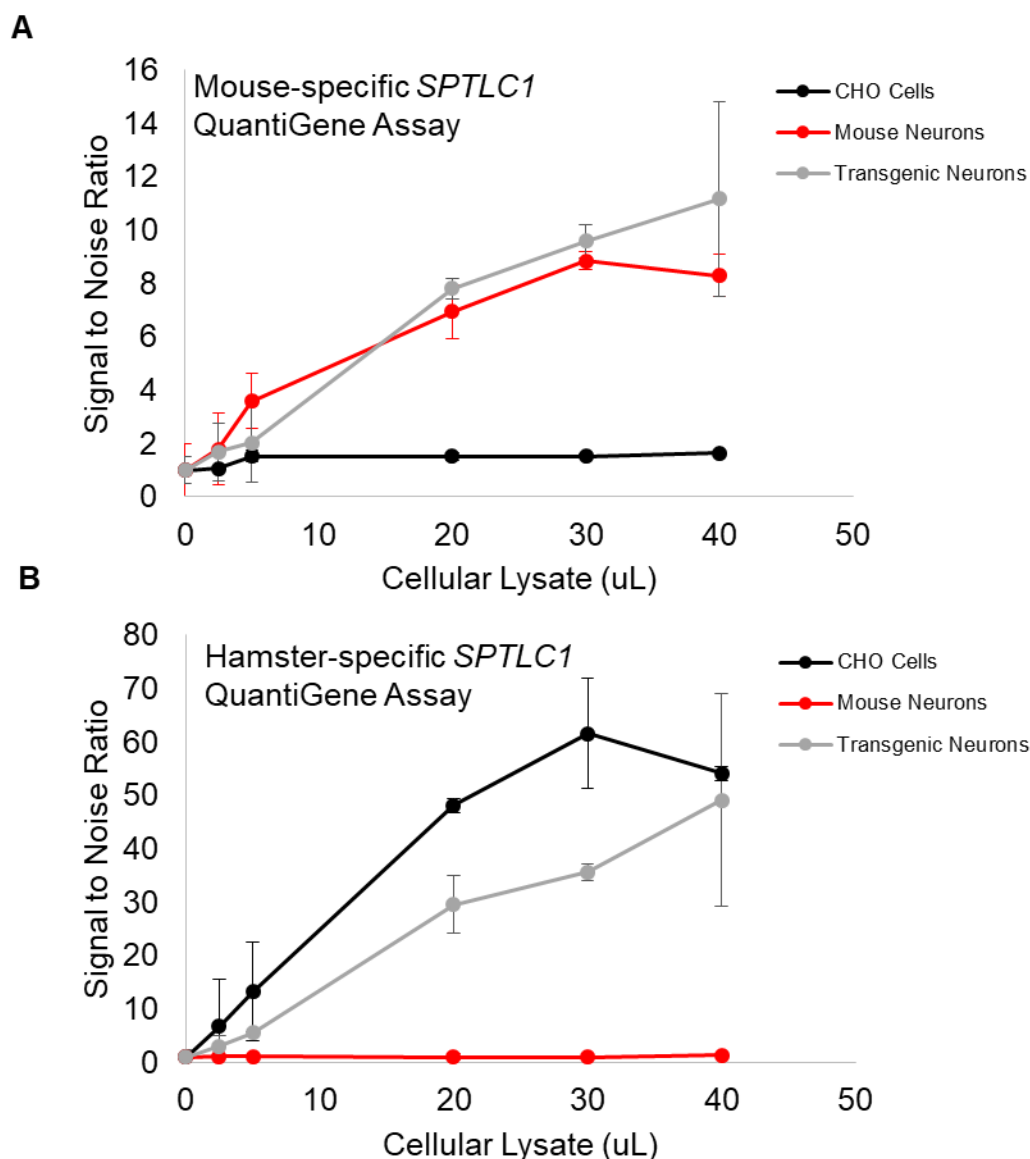 A
Mouse-specific SPTLC1
QuantiGene Assay
CHO Cells
Mouse Neurons
Transgenic Neurons
Signal to Noise Ratio
16
14
12
10
8
6
4
2
0
0 10 20 30 40 50
Cellular Lysate (uL)
B
Hamster-specific SPTLC1
QuantiGene Assay
CHO Cells
Mouse Neurons
Transgenic Neurons
Signal to Noise Ratio
80
70
60
50
40
30
20
10
0
0 10 20 30 40 50
Cellular Lysate (uL)